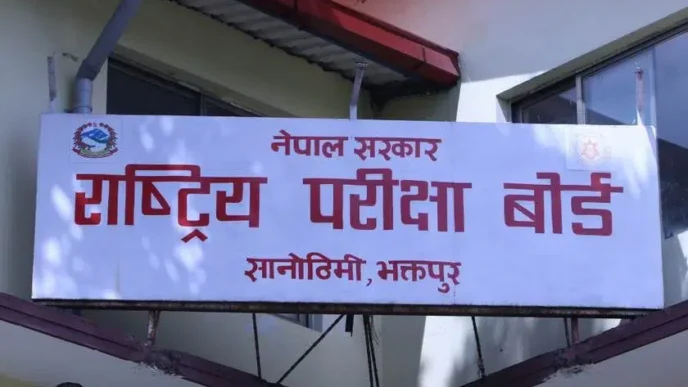 नेपाल सरकार
राष्ट्रिय परीक्षा बोर्ड
सानोठिमी, भक्तपुर